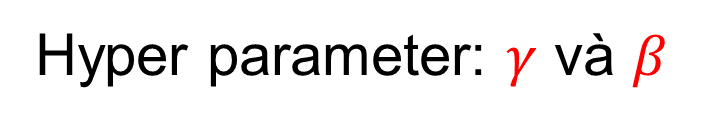 Hyper parameter: γ và β